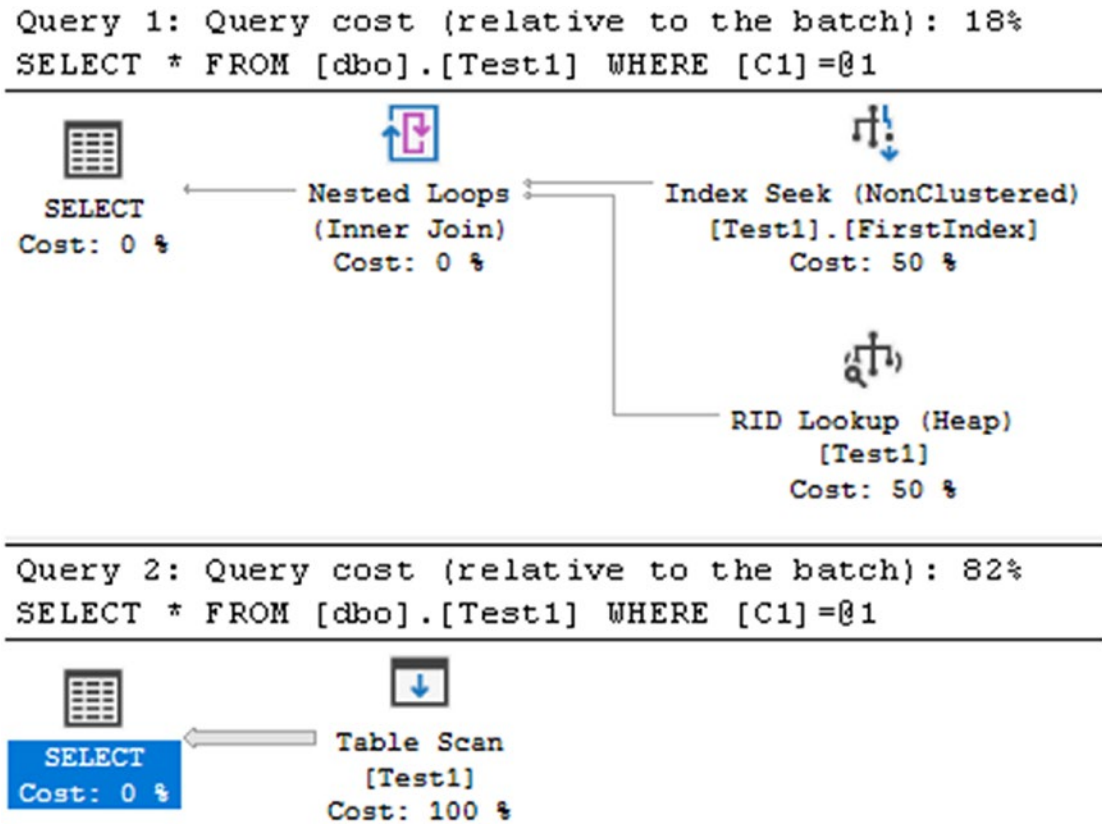 Query 1: Query cost (relative to the batch): 18%
SELECT * FROM [dbo].[Test1] WHERE [C1]=@1
SELECT
Cost: 0 %
Nested Loops
(Inner Join)
Cost: 0 %
Index Seek (NonClustered)
[Test1].[FirstIndex]
Cost: 50 %
RID Lookup (Heap)
[Test1]
Cost: 50 %
Query 2: Query cost (relative to the batch): 82%
SELECT * FROM [dbo].[Test1] WHERE [C1]=@1
SELECT
Cost: 0 %
Table Scan
[Test1]
Cost: 100 %